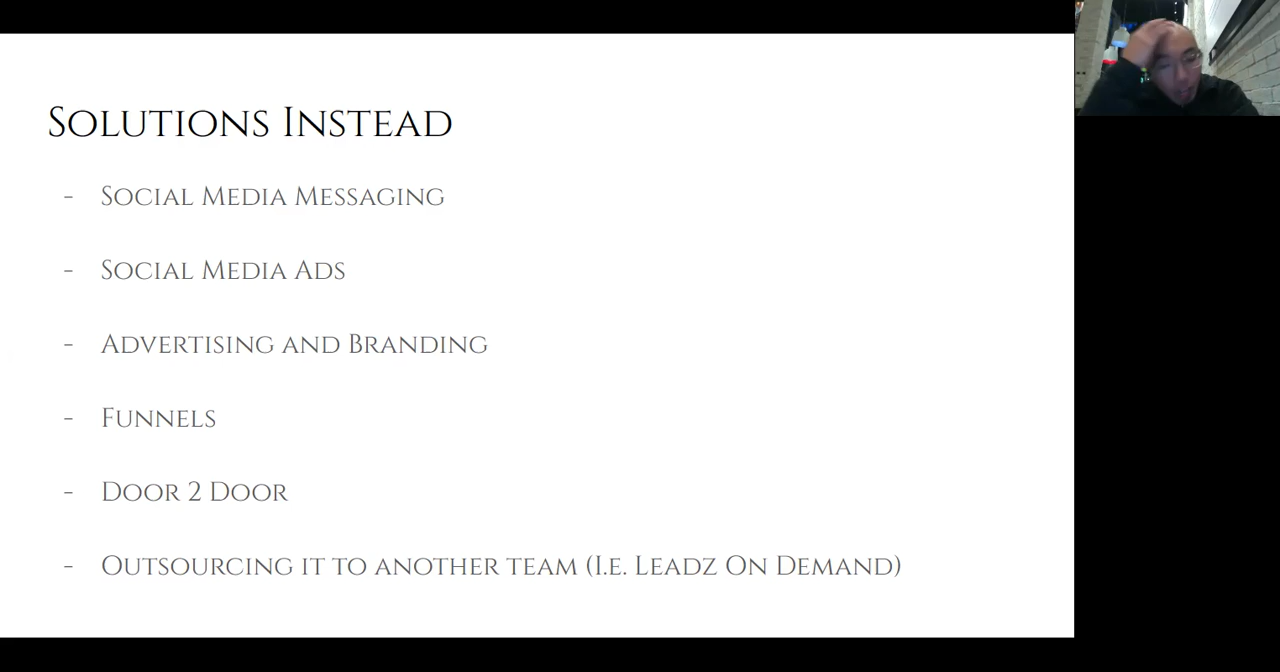 Solutions Instead
- Social Media Messaging
- Social Media Ads
- Advertising and Branding
- Funnels
- Door 2 Door
- Outsourcing it to another team (I.e. Leadz On Demand)